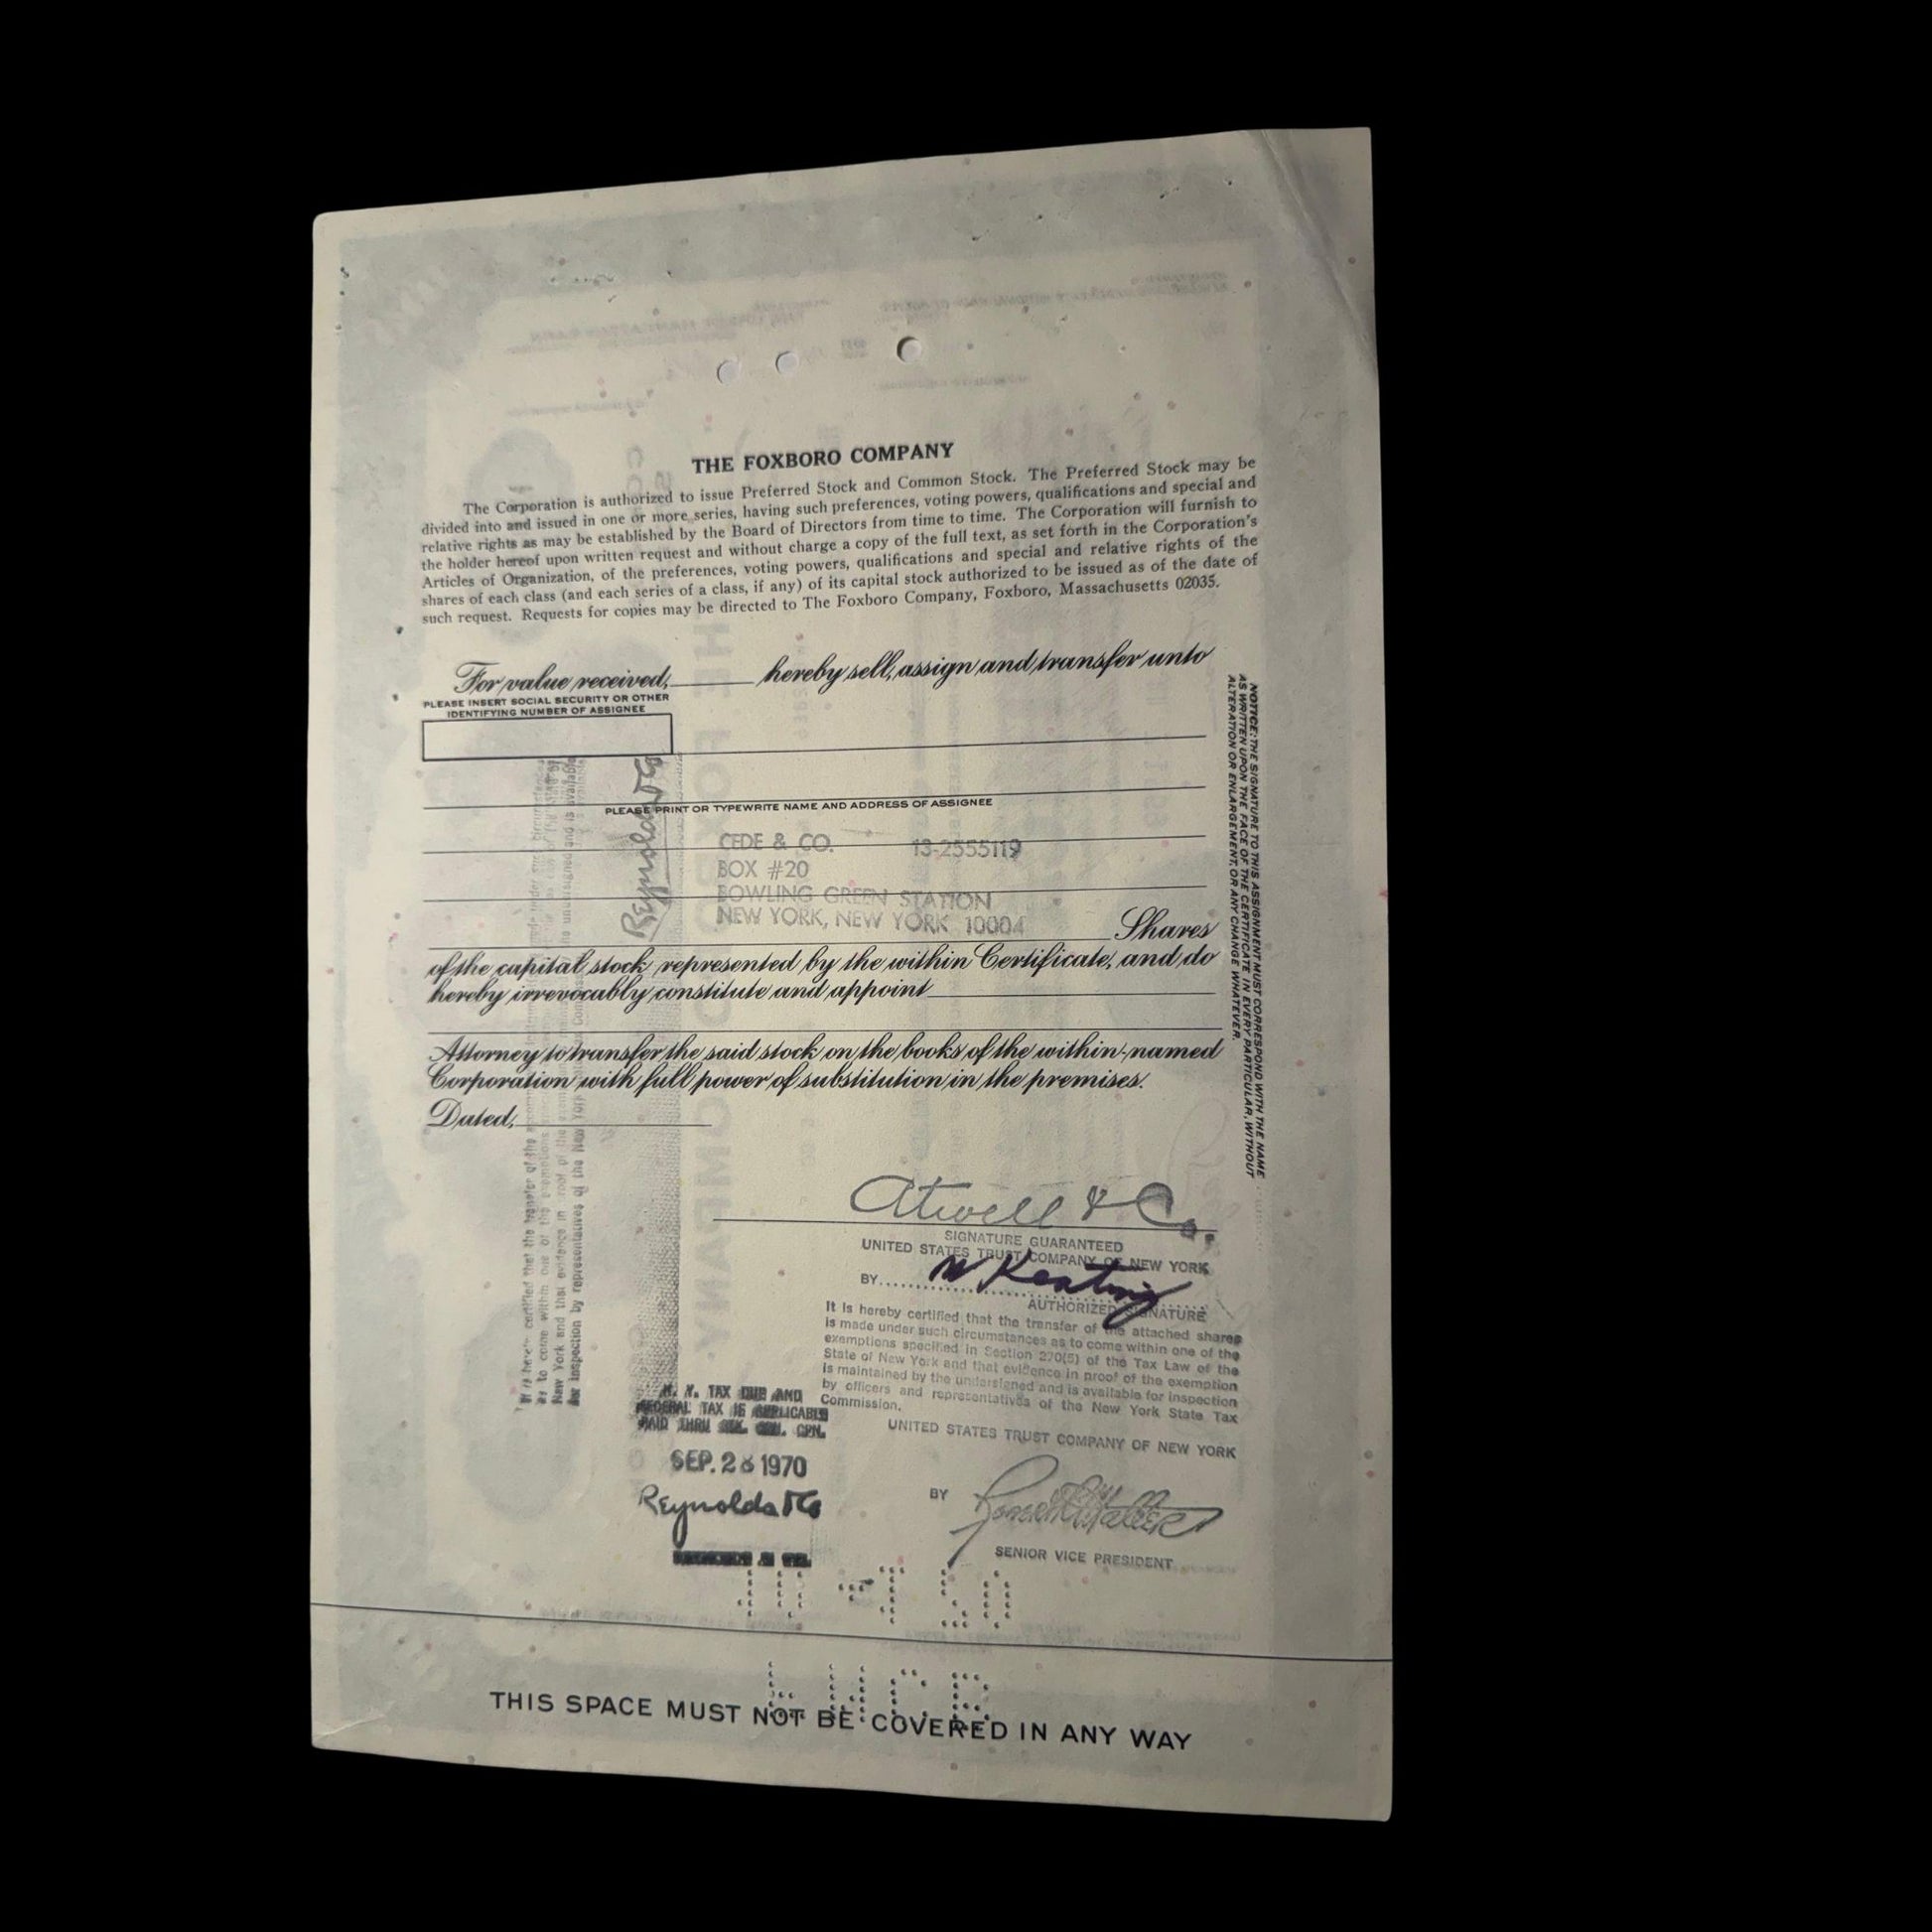 THE FOXBORO COMPANY
The Corporation is authorized to issue Preferred Stock and Common Stock. The Preferred Stock may be
divided into and issued in one or more series, having such preferences, voting powers, qualifications and special and
relative rights as may be established by the Board of Directors from time to time. The Corporation will furnish to
the holder hereof upon written request and without charge a copy of the full text, as set forth in the Corporation's
Articles of Organization, of the preferences, voting powers, qualifications and special and relative rights of the
shares of each class (and each series of a class, if any) of its capital stock authorized to be issued as of the date of
such request. Requests for copies may be directed to The Foxboro Company, Foxboro, Massachusetts 02035.
For value received, hereby sell, assign and transfer unto
PLEASE INSERT SOCIAL SECURITY OR OTHER
IDENTIFYING NUMBER OF ASSIGNEE
PLEASE PRINT OR TYPEWRITE NAME AND ADDRESS OF ASSIGNEE
CEDE & CO. 13-2555119
BOX #20
BOWLING GREEN STATION
NEW YORK, NEW YORK 10004
Shares
of the capital stock represented by the within Certificate, and do
hereby irrevocably constitute and appoint
Attorney to transfer the said stock on the books of the within-named
Corporation with full power of substitution in the premises.
Dated,
NOTICE: THE SIGNATURE TO THIS ASSIGNMENT MUST CORRESPOND WITH THE NAME
AS WRITTEN UPON THE FACE OF THE CERTIFICATE IN EVERY PARTICULAR, WITHOUT
ALTERATION OR ENLARGEMENT, OR ANY CHANGE WHATEVER.
Reynolds & Co
Atwell & Co.
SIGNATURE GUARANTEED
UNITED STATES TRUST COMPANY OF NEW YORK
BY
Keating
AUTHORIZED SIGNATURE
It is hereby certified that the transfer of the attached shares
is made under such circumstances as to come within one of the
exemptions specified in Section 270(5) of the Tax Law of the
State of New York and that evidence in proof of the exemption
is maintained by the undersigned and is available for inspection
by officers and representatives of the New York State Tax
Commission.
UNITED STATES TRUST COMPANY OF NEW YORK
BY
SENIOR VICE PRESIDENT
N. Y. TAX DUE AND
FEDERAL TAX IF APPLICABLE
PAID THRU
SEP. 28 1970
Reynolds & Co
THIS SPACE MUST NOT BE COVERED IN ANY WAY